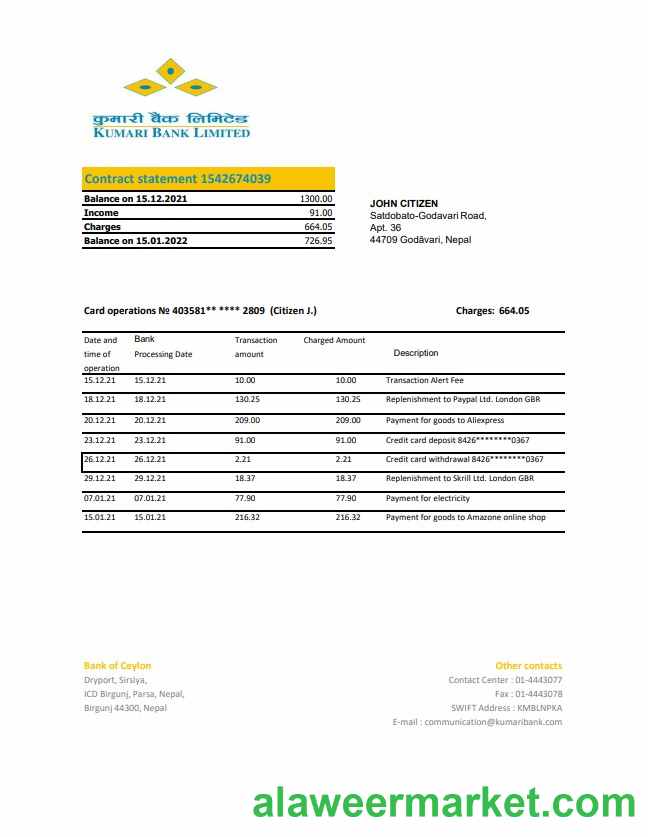 कुमारी बैंक लिमिटेड
KUMARI BANK LIMITED
Contract statement 1542674039
Balance on 15.12.2021 1300.00
Income 91.00
Charges 664.05
Balance on 15.01.2022 726.95
JOHN CITIZEN
Satdobato-Godavari Road,
Apt. 36
44709 Godāvari, Nepal
Card operations № 403581** **** 2809 (Citizen J.) Charges: 664.05
Date and time of operation Bank Processing Date Transaction amount Charged Amount Description
15.12.21 15.12.21 10.00 10.00 Transaction Alert Fee
18.12.21 18.12.21 130.25 130.25 Replenishment to Paypal Ltd. London GBR
20.12.21 20.12.21 209.00 209.00 Payment for goods to Aliexpress
23.12.21 23.12.21 91.00 91.00 Credit card deposit 8426********0367
26.12.21 26.12.21 2.21 2.21 Credit card withdrawal 8426********0367
29.12.21 29.12.21 18.37 18.37 Replenishment to Skrill Ltd. London GBR
07.01.21 07.01.21 77.90 77.90 Payment for electricity
15.01.21 15.01.21 216.32 216.32 Payment for goods to Amazone online shop
Bank of Ceylon
Dryport, Sirsiya,
ICD Birgunj, Parsa, Nepal,
Birgunj 44300, Nepal
Other contacts
Contact Center : 01-4443077
Fax : 01-4443078
SWIFT Address : KMBLNPKA
E-mail : communication@kumaribank.com
alaweermarket.com